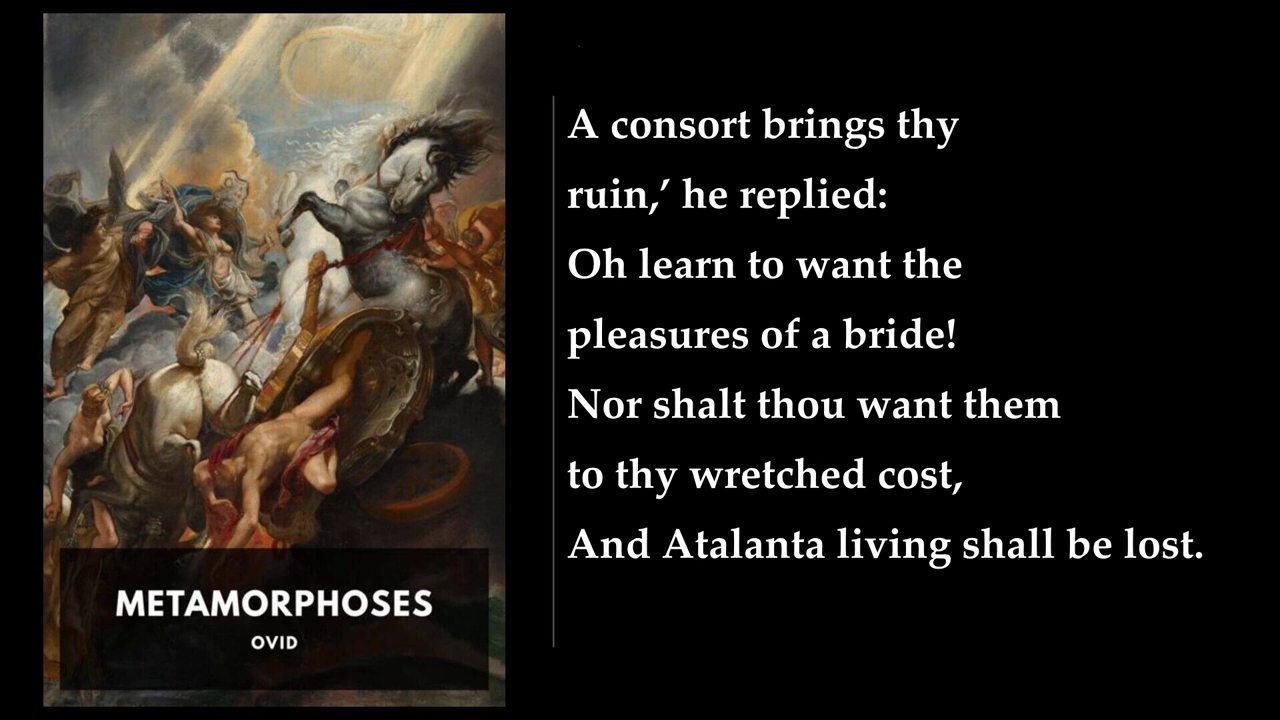 A consort brings thy
ruin,’ he replied:
Oh learn to want the
pleasures of a bride!
Nor shalt thou want them
to thy wretched cost,
And Atalanta living shall be lost.
METAMORPHOSES
OVID